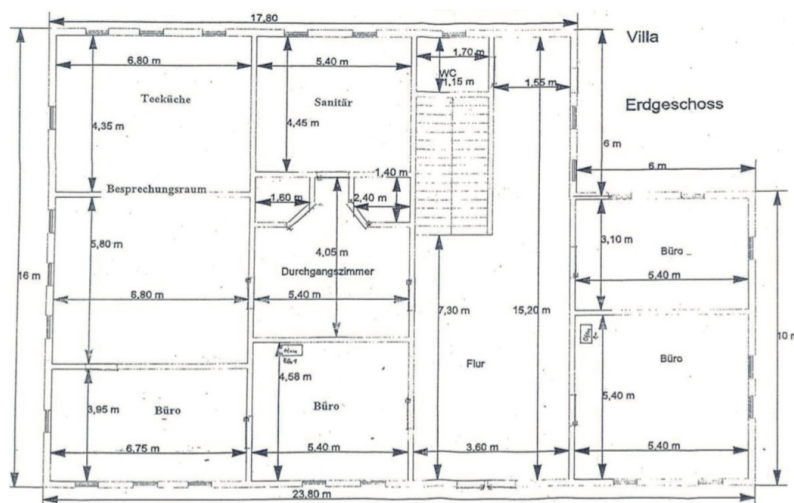 17,80
Villa
6,80 m
5,40 m
1,70 m
WC
1,15 m
1,55 m
Teeküche
Sanitär
Erdgeschoss
4,35 m
4,45 m
6 m
6 m
1,40 m
Besprechungsraum
1,60 m
2,40 m
5,80 m
4,05 m
3,10 m
Büro
Durchgangszimmer
16 m
6,80 m
5,40 m
5,40 m
7,30 m
15,20 m
10 m
4,58 m
Flur
Büro
3,95 m
Büro
Büro
5,40 m
6,75 m
5,40 m
3,60 m
5,40 m
23,80 m